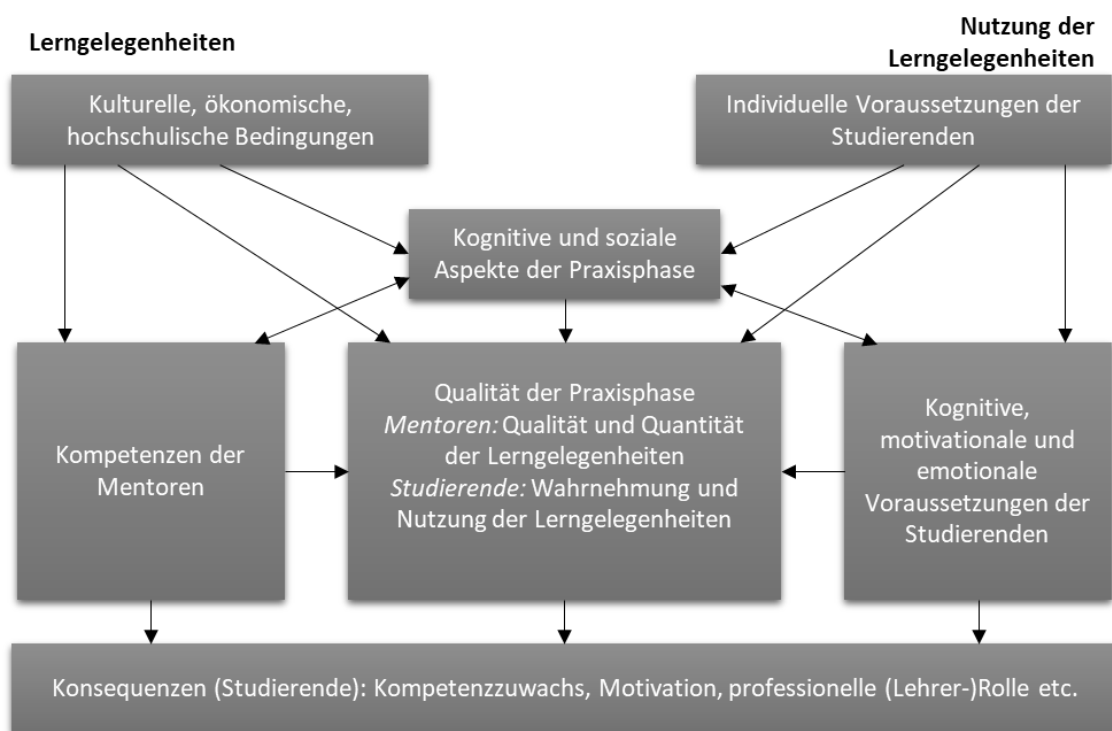 Lerngelegenheiten
Nutzung der
Lerngelegenheiten
Kulturelle, ökonomische,
hochschulische Bedingungen
Individuelle Voraussetzungen der
Studierenden
Kognitive und soziale
Aspekte der Praxisphase
Kompetenzen der
Mentoren
Qualität der Praxisphase
Mentoren: Qualität und Quantität
der Lerngelegenheiten
Studierende: Wahrnehmung und
Nutzung der Lerngelegenheiten
Kognitive,
motivationale und
emotionale
Voraussetzungen der
Studierenden
Konsequenzen (Studierende): Kompetenzzuwachs, Motivation, professionelle (Lehrer-)Rolle etc.